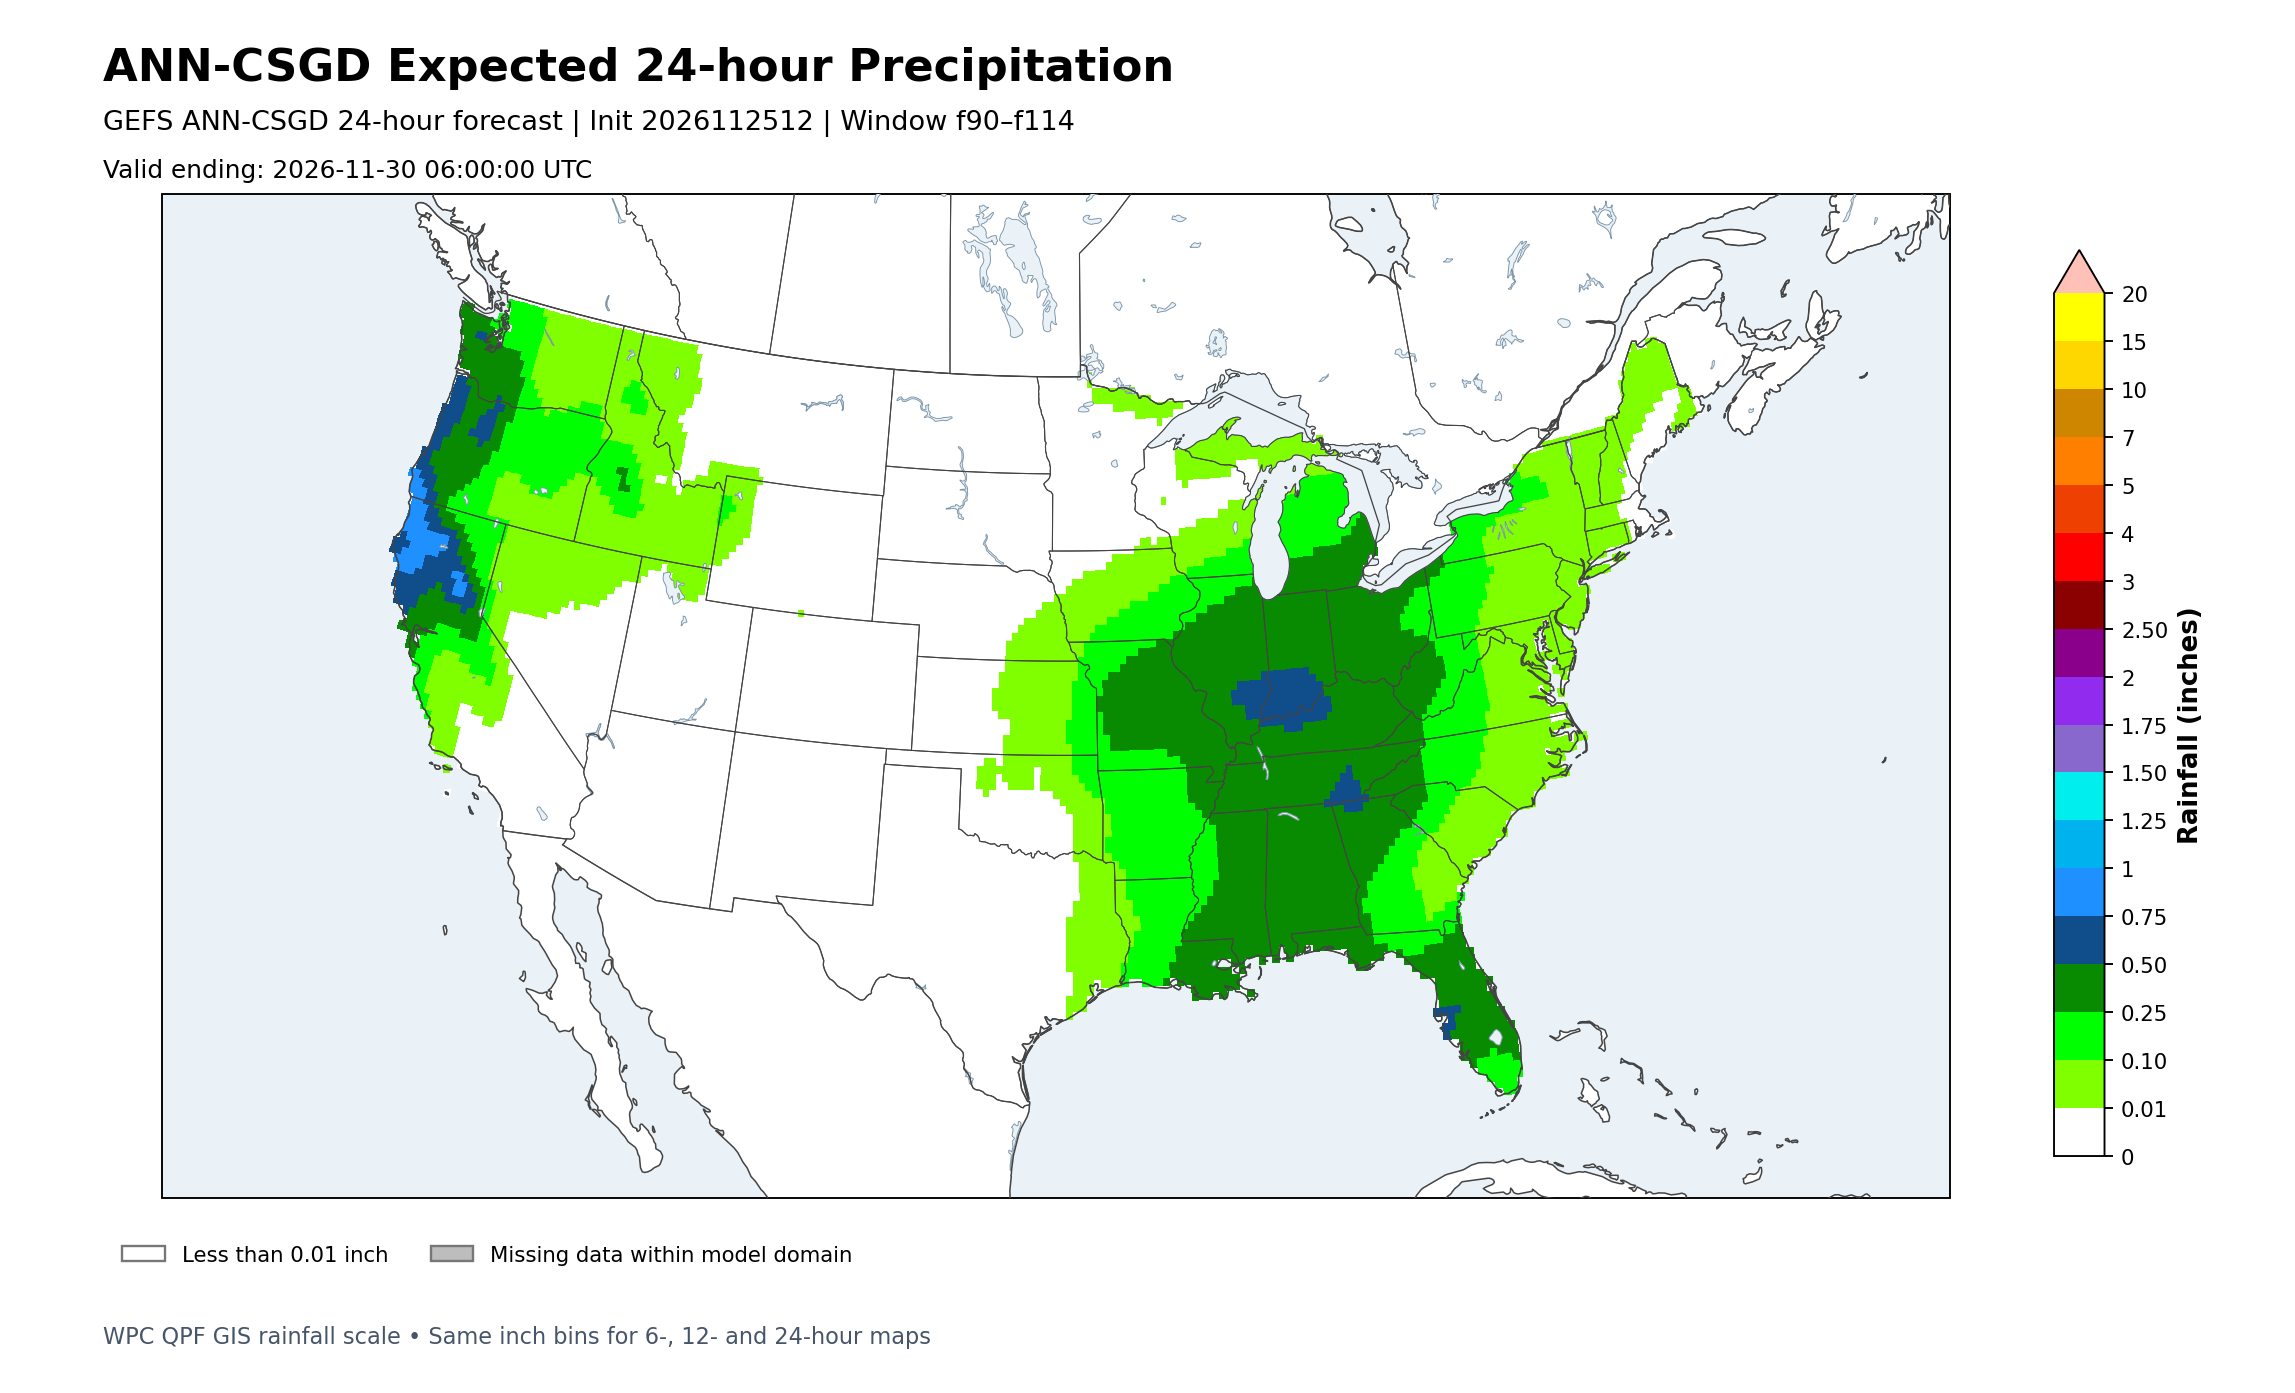 ANN-CSGD Expected 24-hour Precipitation
GEFS ANN-CSGD 24-hour forecast | Init 2026112512 | Window f90–f114
Valid ending: 2026-11-30 06:00:00 UTC
20
15
10
7
5
4
3
2.50
2
1.75
1.50
1.25
1
0.75
0.50
0.25
0.10
0.01
0
Rainfall (inches)
Less than 0.01 inch
Missing data within model domain
WPC QPF GIS rainfall scale • Same inch bins for 6-, 12- and 24-hour maps